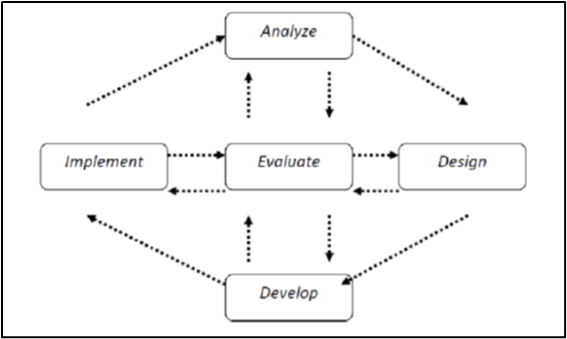 Analyze
Implement
Evaluate
Design
Develop